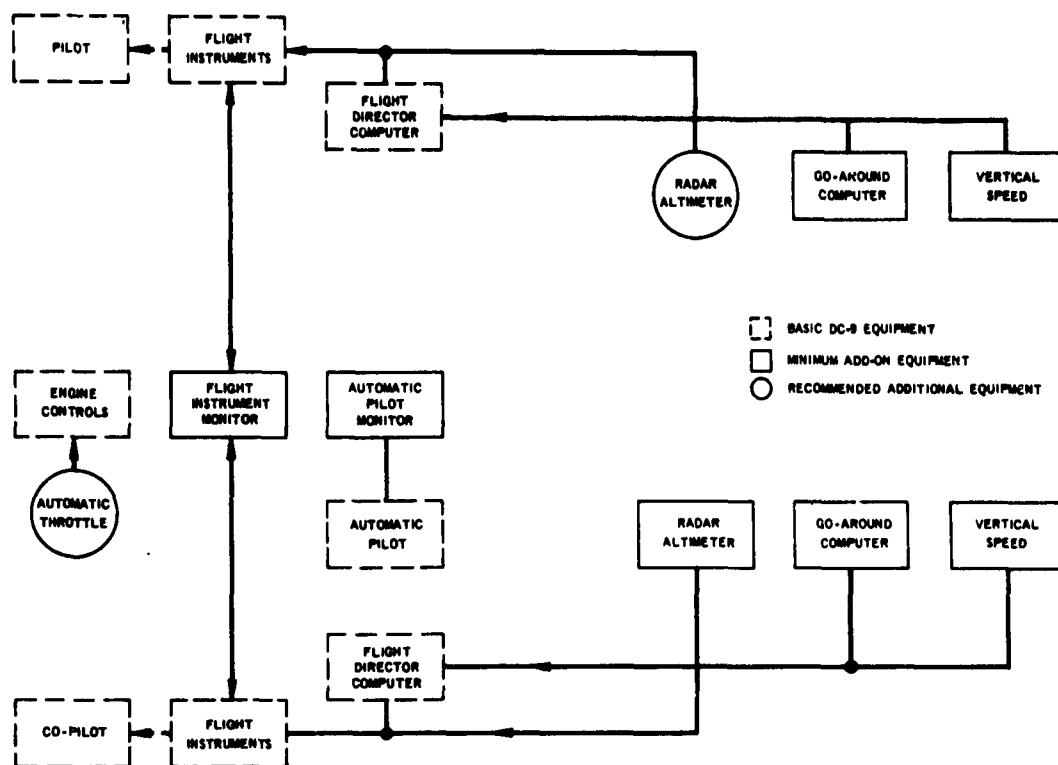 PILOT
FLIGHT
INSTRUMENTS
FLIGHT
DIRECTOR
COMPUTER
RADAR
ALTIMETER
GO-AROUND
COMPUTER
VERTICAL
SPEED
BASIC DC-9 EQUIPMENT
MINIMUM ADD-ON EQUIPMENT
RECOMMENDED ADDITIONAL EQUIPMENT
ENGINE
CONTROLS
FLIGHT
INSTRUMENT
MONITOR
AUTOMATIC
PILOT
MONITOR
AUTOMATIC
THROTTLE
AUTOMATIC
PILOT
RADAR
ALTIMETER
GO-AROUND
COMPUTER
VERTICAL
SPEED
FLIGHT
DIRECTOR
COMPUTER
CO-PILOT
FLIGHT
INSTRUMENTS